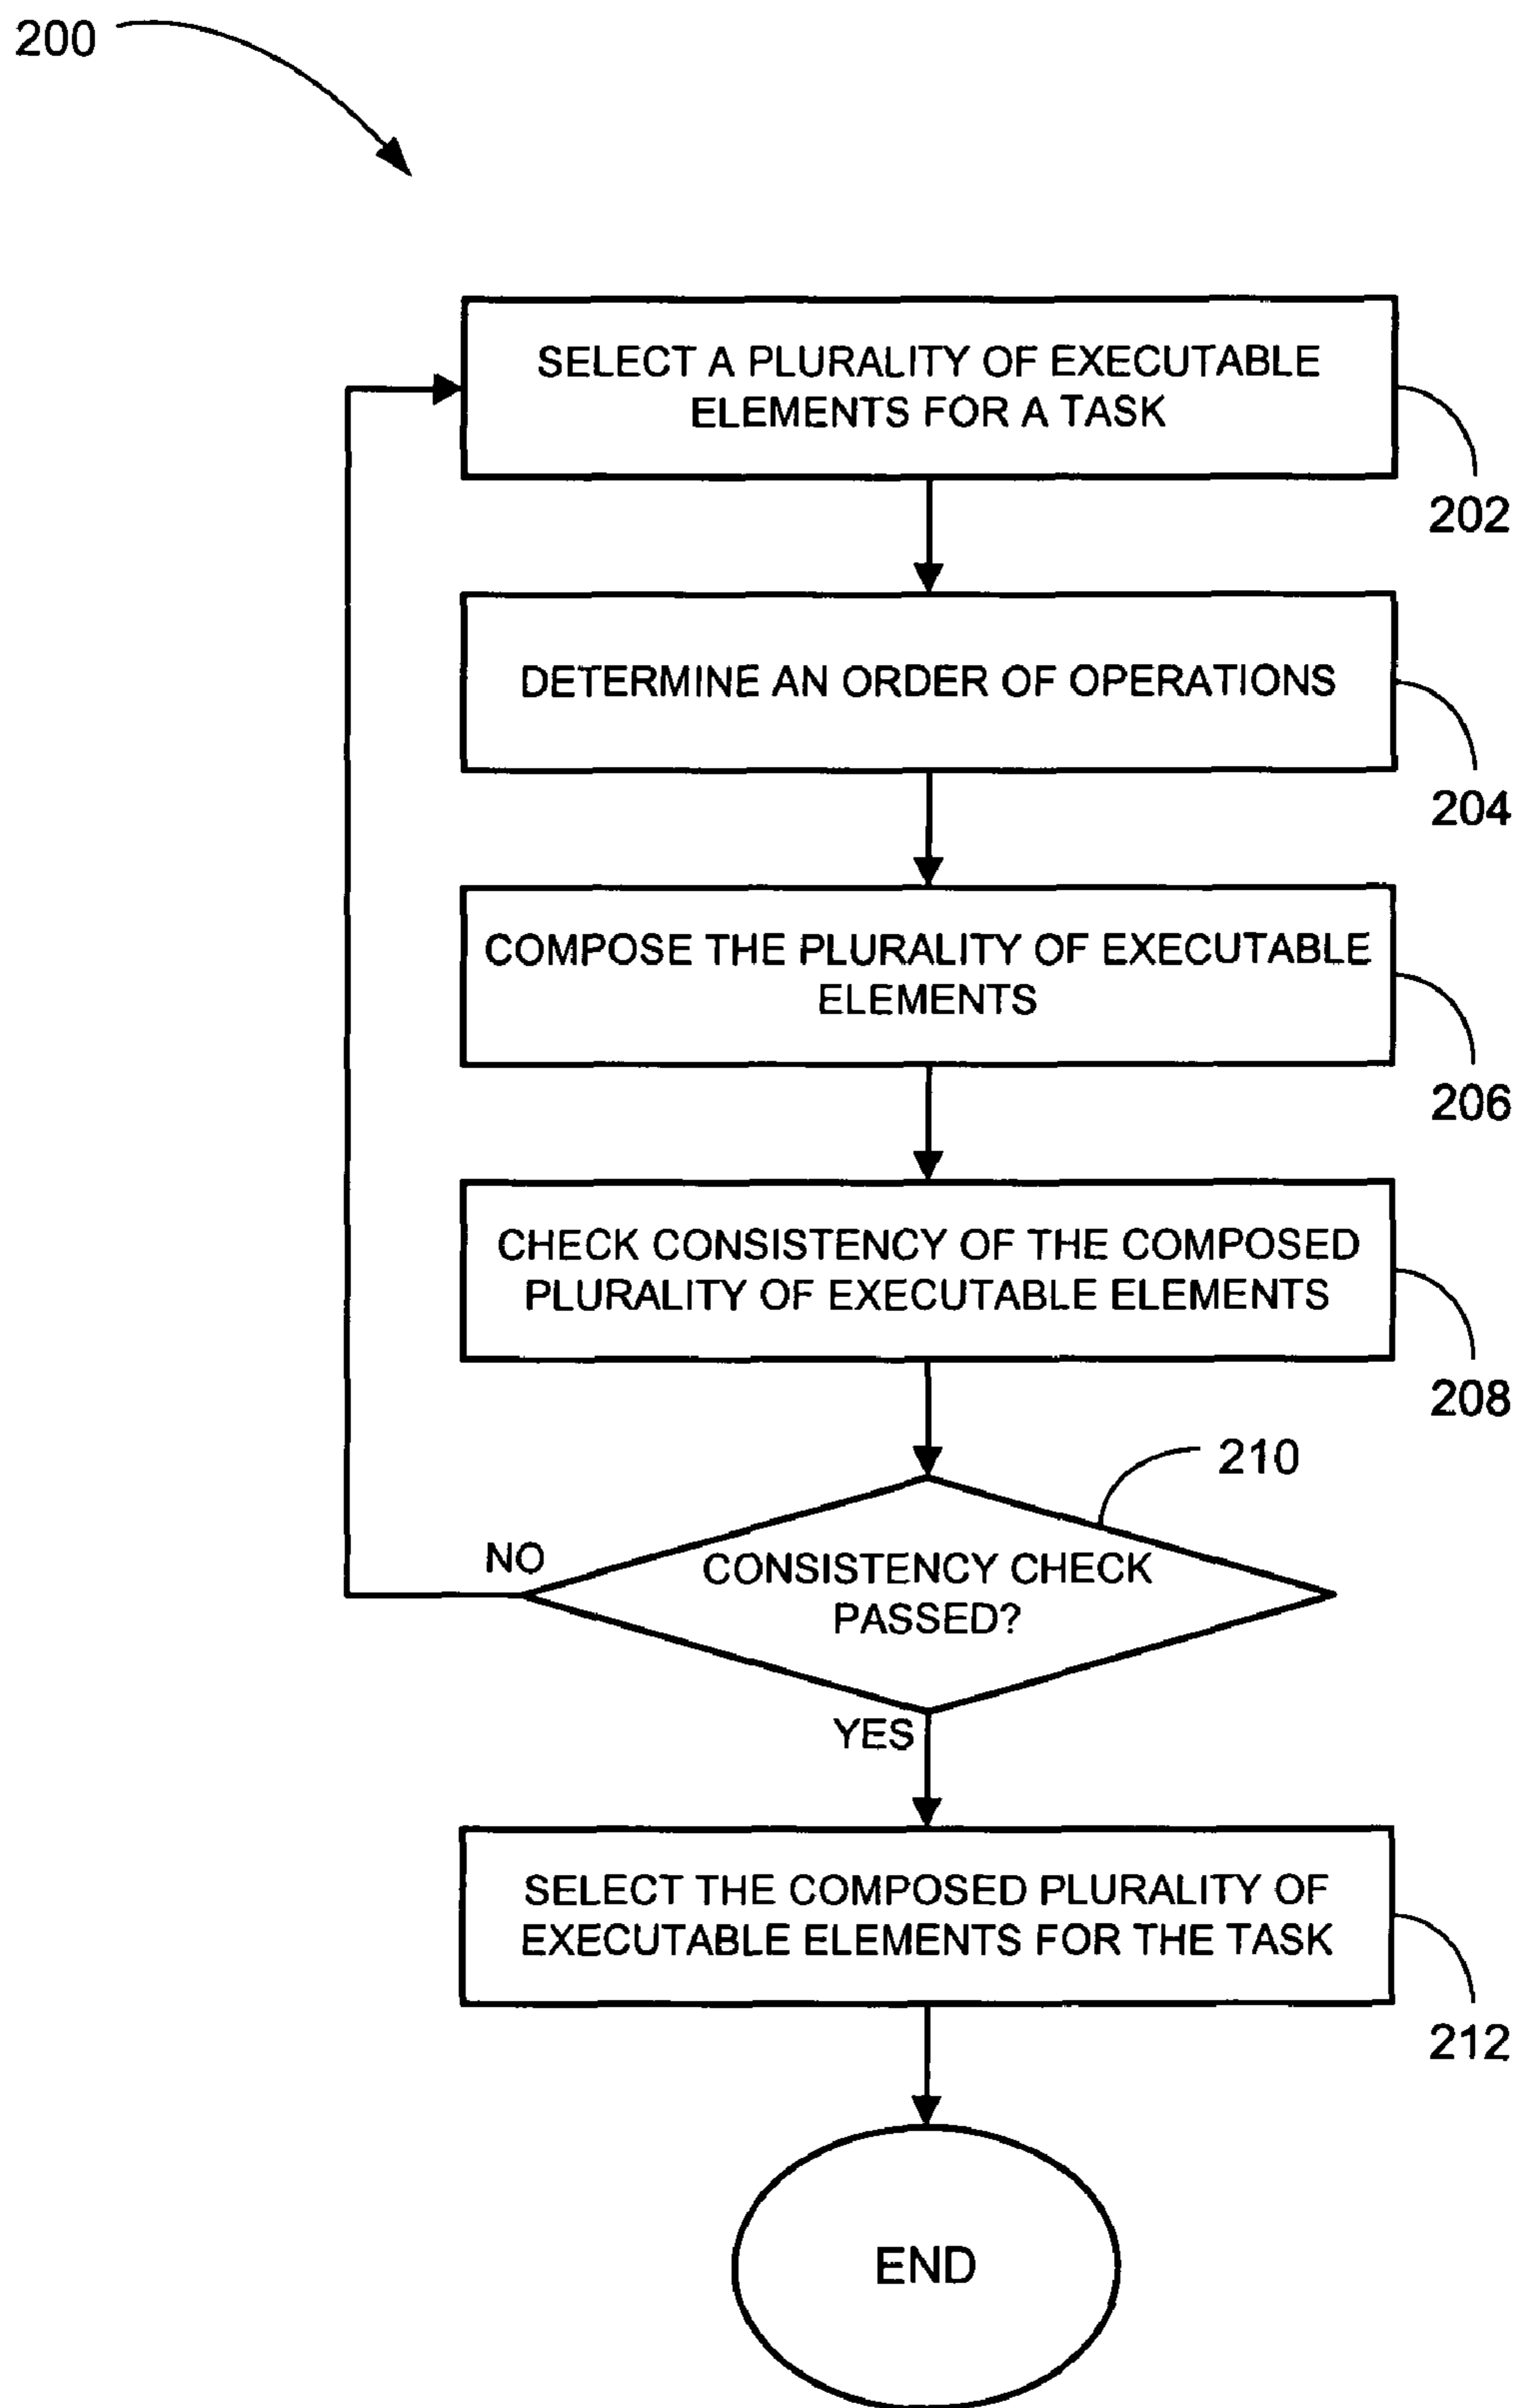 200
SELECT A PLURALITY OF EXECUTABLE
ELEMENTS FOR A TASK
202
DETERMINE AN ORDER OF OPERATIONS
204
COMPOSE THE PLURALITY OF EXECUTABLE
ELEMENTS
206
CHECK CONSISTENCY OF THE COMPOSED
PLURALITY OF EXECUTABLE ELEMENTS
208
210
NO
CONSISTENCY CHECK
PASSED?
YES
SELECT THE COMPOSED PLURALITY OF
EXECUTABLE ELEMENTS FOR THE TASK
212
END